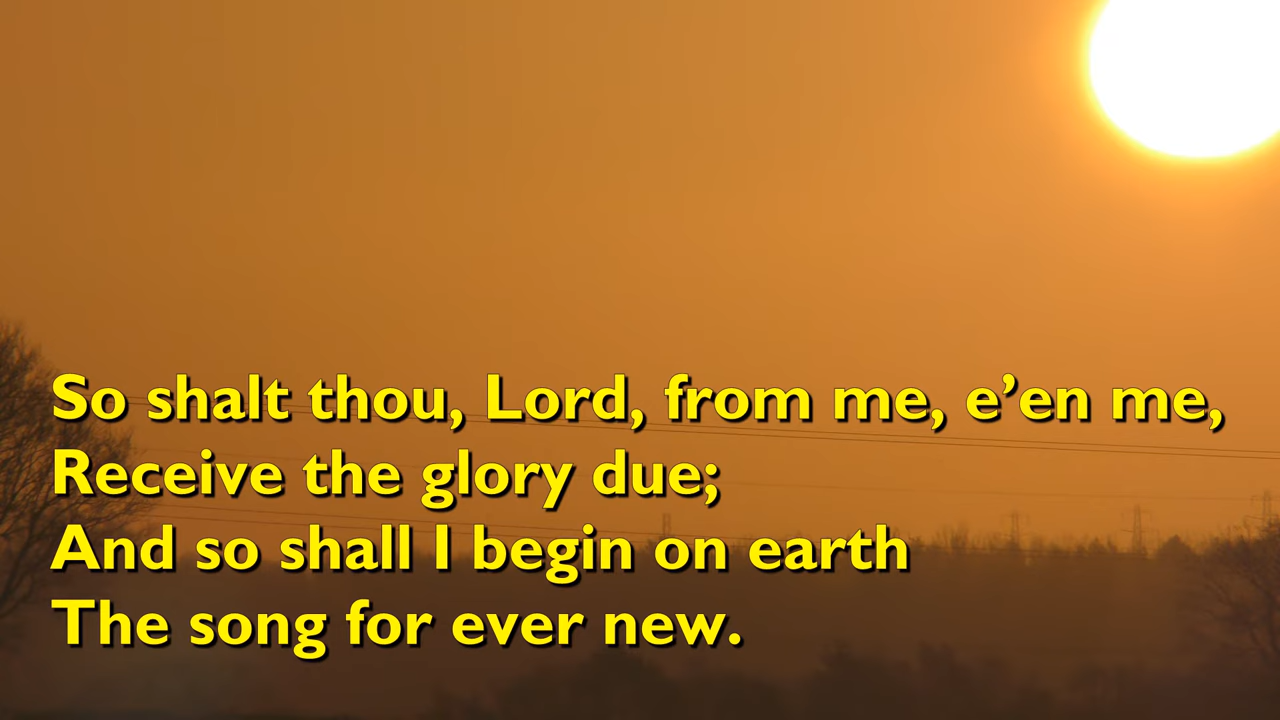 So shalt thou, Lord, from me, e’en me,
Receive the glory due;
And so shall I begin on earth
The song for ever new.